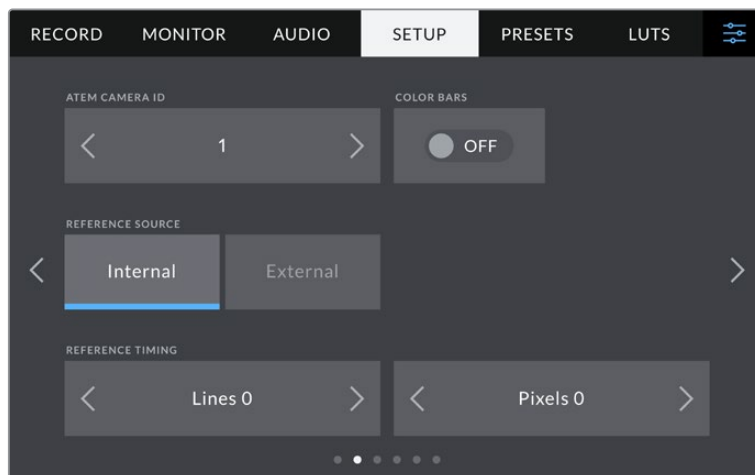 RECORD MONITOR AUDIO SETUP PRESETS LUTS
ATEM CAMERA ID COLOR BARS
1 OFF
REFERENCE SOURCE
Internal External
REFERENCE TIMING
Lines 0 Pixels 0